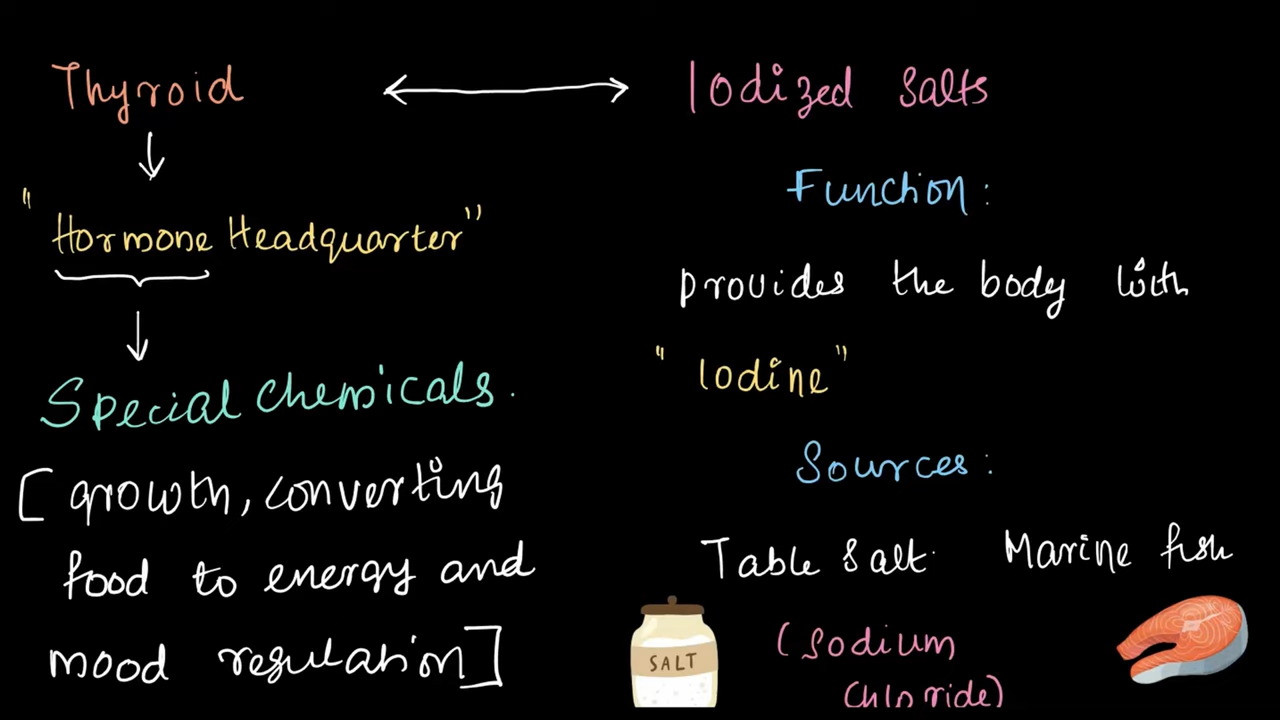 Thyroid
"Hormone Headquarter"
Special chemicals.
[growth, converting
food to energy and
mood regulation]
Iodized salts
Function:
provides the body with
"Iodine"
Sources:
Table salt. Marine fish
SALT
(Sodium
Chloride)